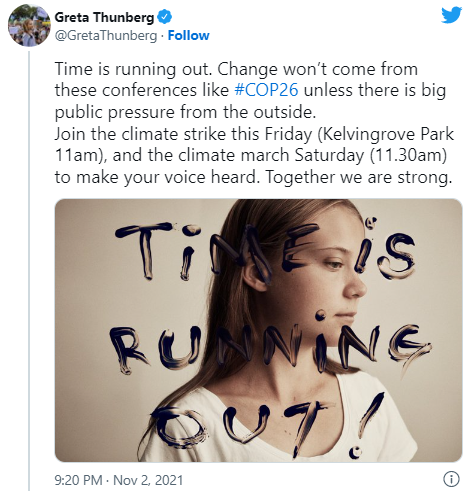 Greta Thunberg
@GretaThunberg · Follow
Time is running out. Change won’t come from
these conferences like #COP26 unless there is big
public pressure from the outside.
Join the climate strike this Friday (Kelvingrove Park
11am), and the climate march Saturday (11.30am)
to make your voice heard. Together we are strong.
TiME iS
RUNNiNG
OUT!
9:20 PM · Nov 2, 2021